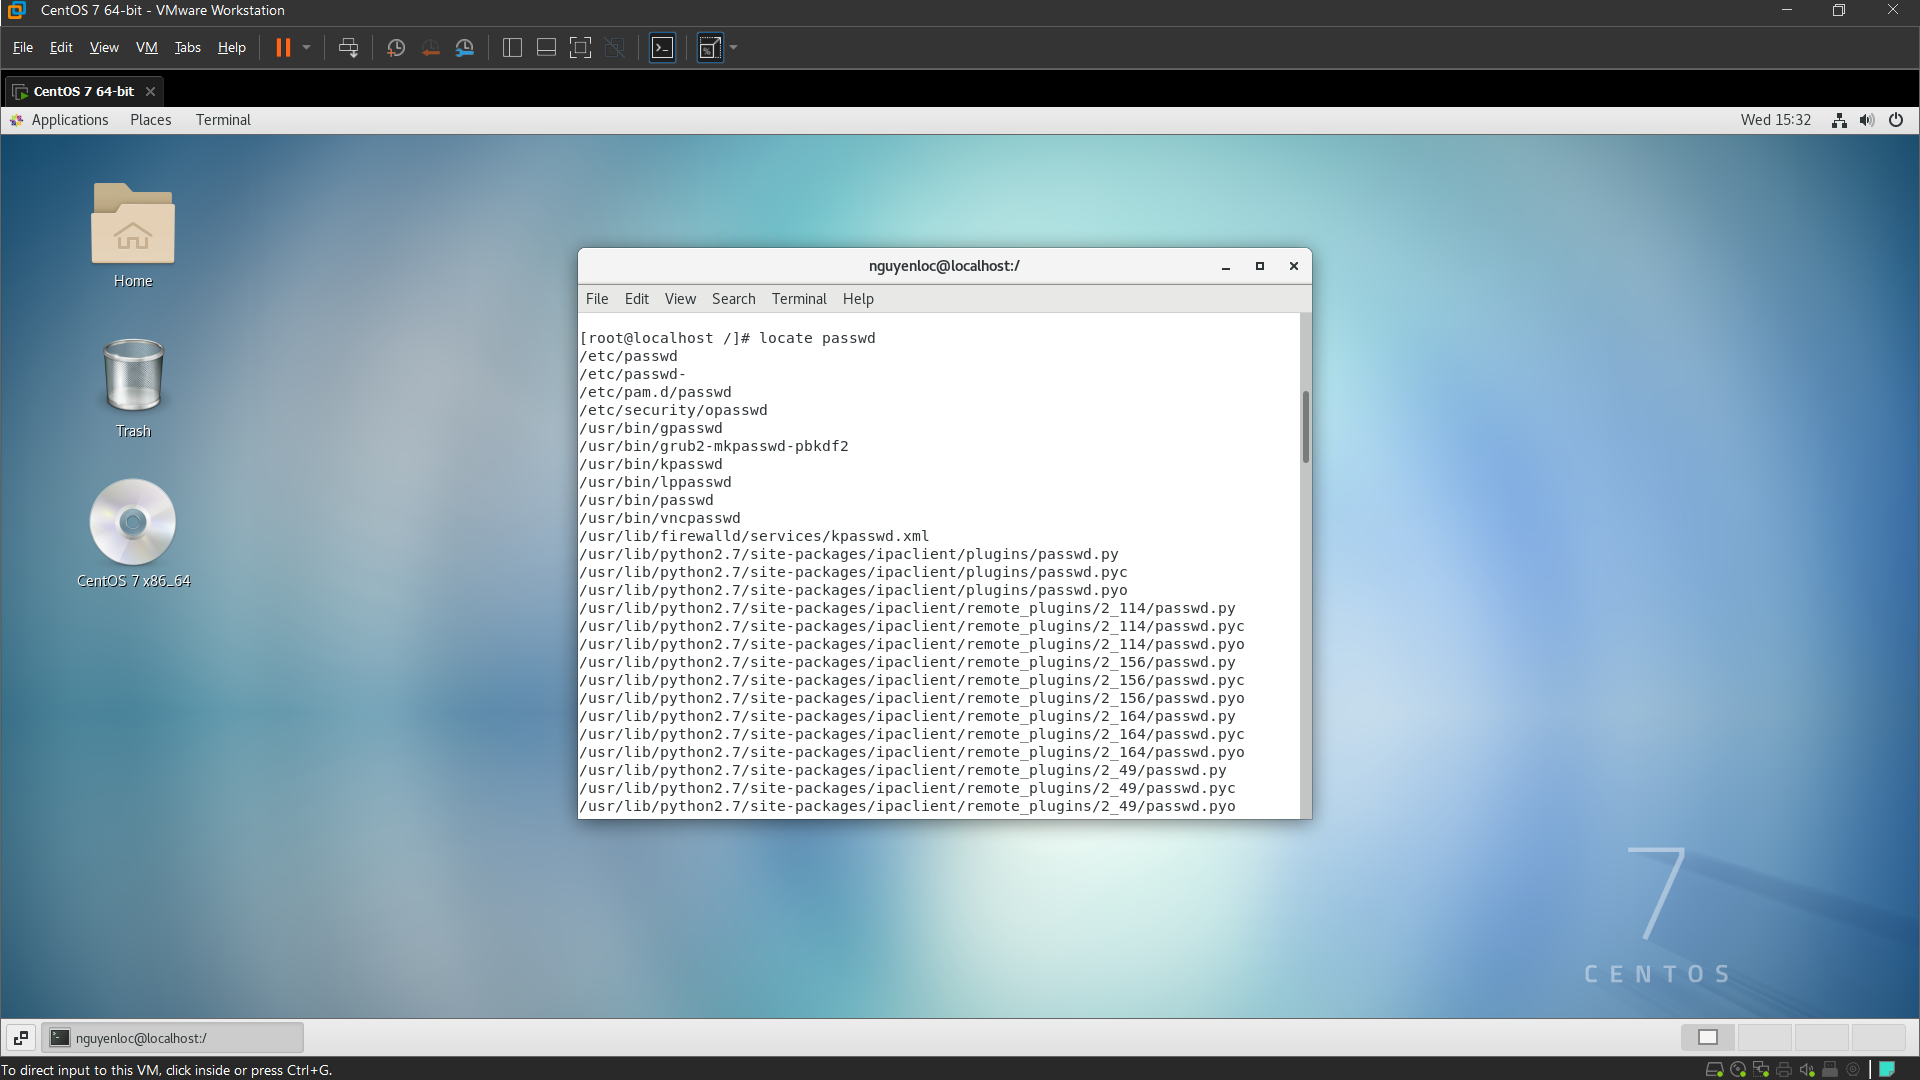 CentOS 7 64-bit - VMware Workstation
File Edit View VM Tabs Help
CentOS 7 64-bit
Applications Places Terminal Wed 15:32
Home
Trash
CentOS 7 x86_64
nguyenloc@localhost:/
File Edit View Search Terminal Help
[root@localhost /]# locate passwd
/etc/passwd
/etc/passwd-
/etc/pam.d/passwd
/etc/security/opasswd
/usr/bin/gpasswd
/usr/bin/grub2-mkpasswd-pbkdf2
/usr/bin/kpasswd
/usr/bin/lppasswd
/usr/bin/passwd
/usr/bin/vncpasswd
/usr/lib/firewalld/services/kpasswd.xml
/usr/lib/python2.7/site-packages/ipaclient/plugins/passwd.py
/usr/lib/python2.7/site-packages/ipaclient/plugins/passwd.pyc
/usr/lib/python2.7/site-packages/ipaclient/plugins/passwd.pyo
/usr/lib/python2.7/site-packages/ipaclient/remote_plugins/2_114/passwd.py
/usr/lib/python2.7/site-packages/ipaclient/remote_plugins/2_114/passwd.pyc
/usr/lib/python2.7/site-packages/ipaclient/remote_plugins/2_114/passwd.pyo
/usr/lib/python2.7/site-packages/ipaclient/remote_plugins/2_156/passwd.py
/usr/lib/python2.7/site-packages/ipaclient/remote_plugins/2_156/passwd.pyc
/usr/lib/python2.7/site-packages/ipaclient/remote_plugins/2_156/passwd.pyo
/usr/lib/python2.7/site-packages/ipaclient/remote_plugins/2_164/passwd.py
/usr/lib/python2.7/site-packages/ipaclient/remote_plugins/2_164/passwd.pyc
/usr/lib/python2.7/site-packages/ipaclient/remote_plugins/2_164/passwd.pyo
/usr/lib/python2.7/site-packages/ipaclient/remote_plugins/2_49/passwd.py
/usr/lib/python2.7/site-packages/ipaclient/remote_plugins/2_49/passwd.pyc
/usr/lib/python2.7/site-packages/ipaclient/remote_plugins/2_49/passwd.pyo
7
CENTOS
nguyenloc@localhost:/
To direct input to this VM, click inside or press Ctrl+G.